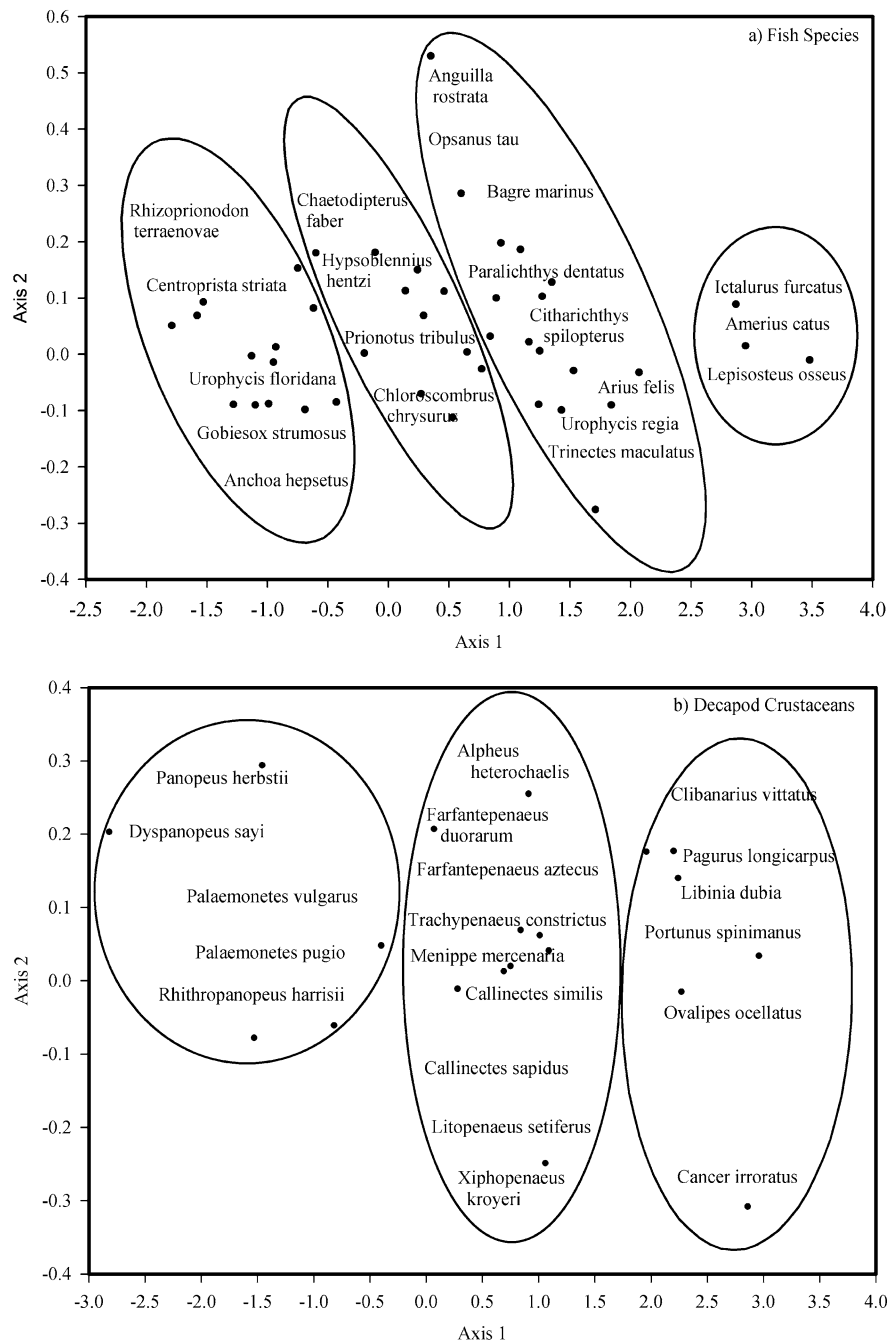 a) Fish Species
0.6
0.5
0.4
0.3
0.2
0.1
0.0
-0.1
-0.2
-0.3
-0.4
Axis 2
Anguilla
rostrata
Opsanus tau
Bagre marinus
Chaetodipterus
faber
Rhizoprionodon
terraenovae
Hypsoblennius
hentzi
Paralichthys dentatus
Centroprista striata
Ictalurus furcatus
Citharichthys
spilopterus
Amerius catus
Prionotus tribulus
Lepisosteus osseus
Urophycis floridana
Arius felis
Chloroscombrus
chrysurus
Urophycis regia
Gobiesox strumosus
Trinectes maculatus
Anchoa hepsetus
-2.5 -2.0 -1.5 -1.0 -0.5 0.0 0.5 1.0 1.5 2.0 2.5 3.0 3.5 4.0
Axis 1
b) Decapod Crustaceans
0.4
0.3
0.2
0.1
0.0
-0.1
-0.2
-0.3
-0.4
Axis 2
Panopeus herbstii
Dyspanopeus sayi
Palaemonetes vulgarus
Palaemonetes pugio
Rhithropanopeus harrisii
Alpheus
heterochaelis
Farfantepenaeus
duorarum
Farfantepenaeus aztecus
Trachypenaeus constrictus
Menippe mercenaria
Callinectes similis
Callinectes sapidus
Litopenaeus setiferus
Xiphopenaeus
kroyeri
Clibanarius vittatus
Pagurus longicarpus
Libinia dubia
Portunus spinimanus
Ovalipes ocellatus
Cancer irroratus
-3.0 -2.5 -2.0 -1.5 -1.0 -0.5 0.0 0.5 1.0 1.5 2.0 2.5 3.0 3.5 4.0
Axis 1